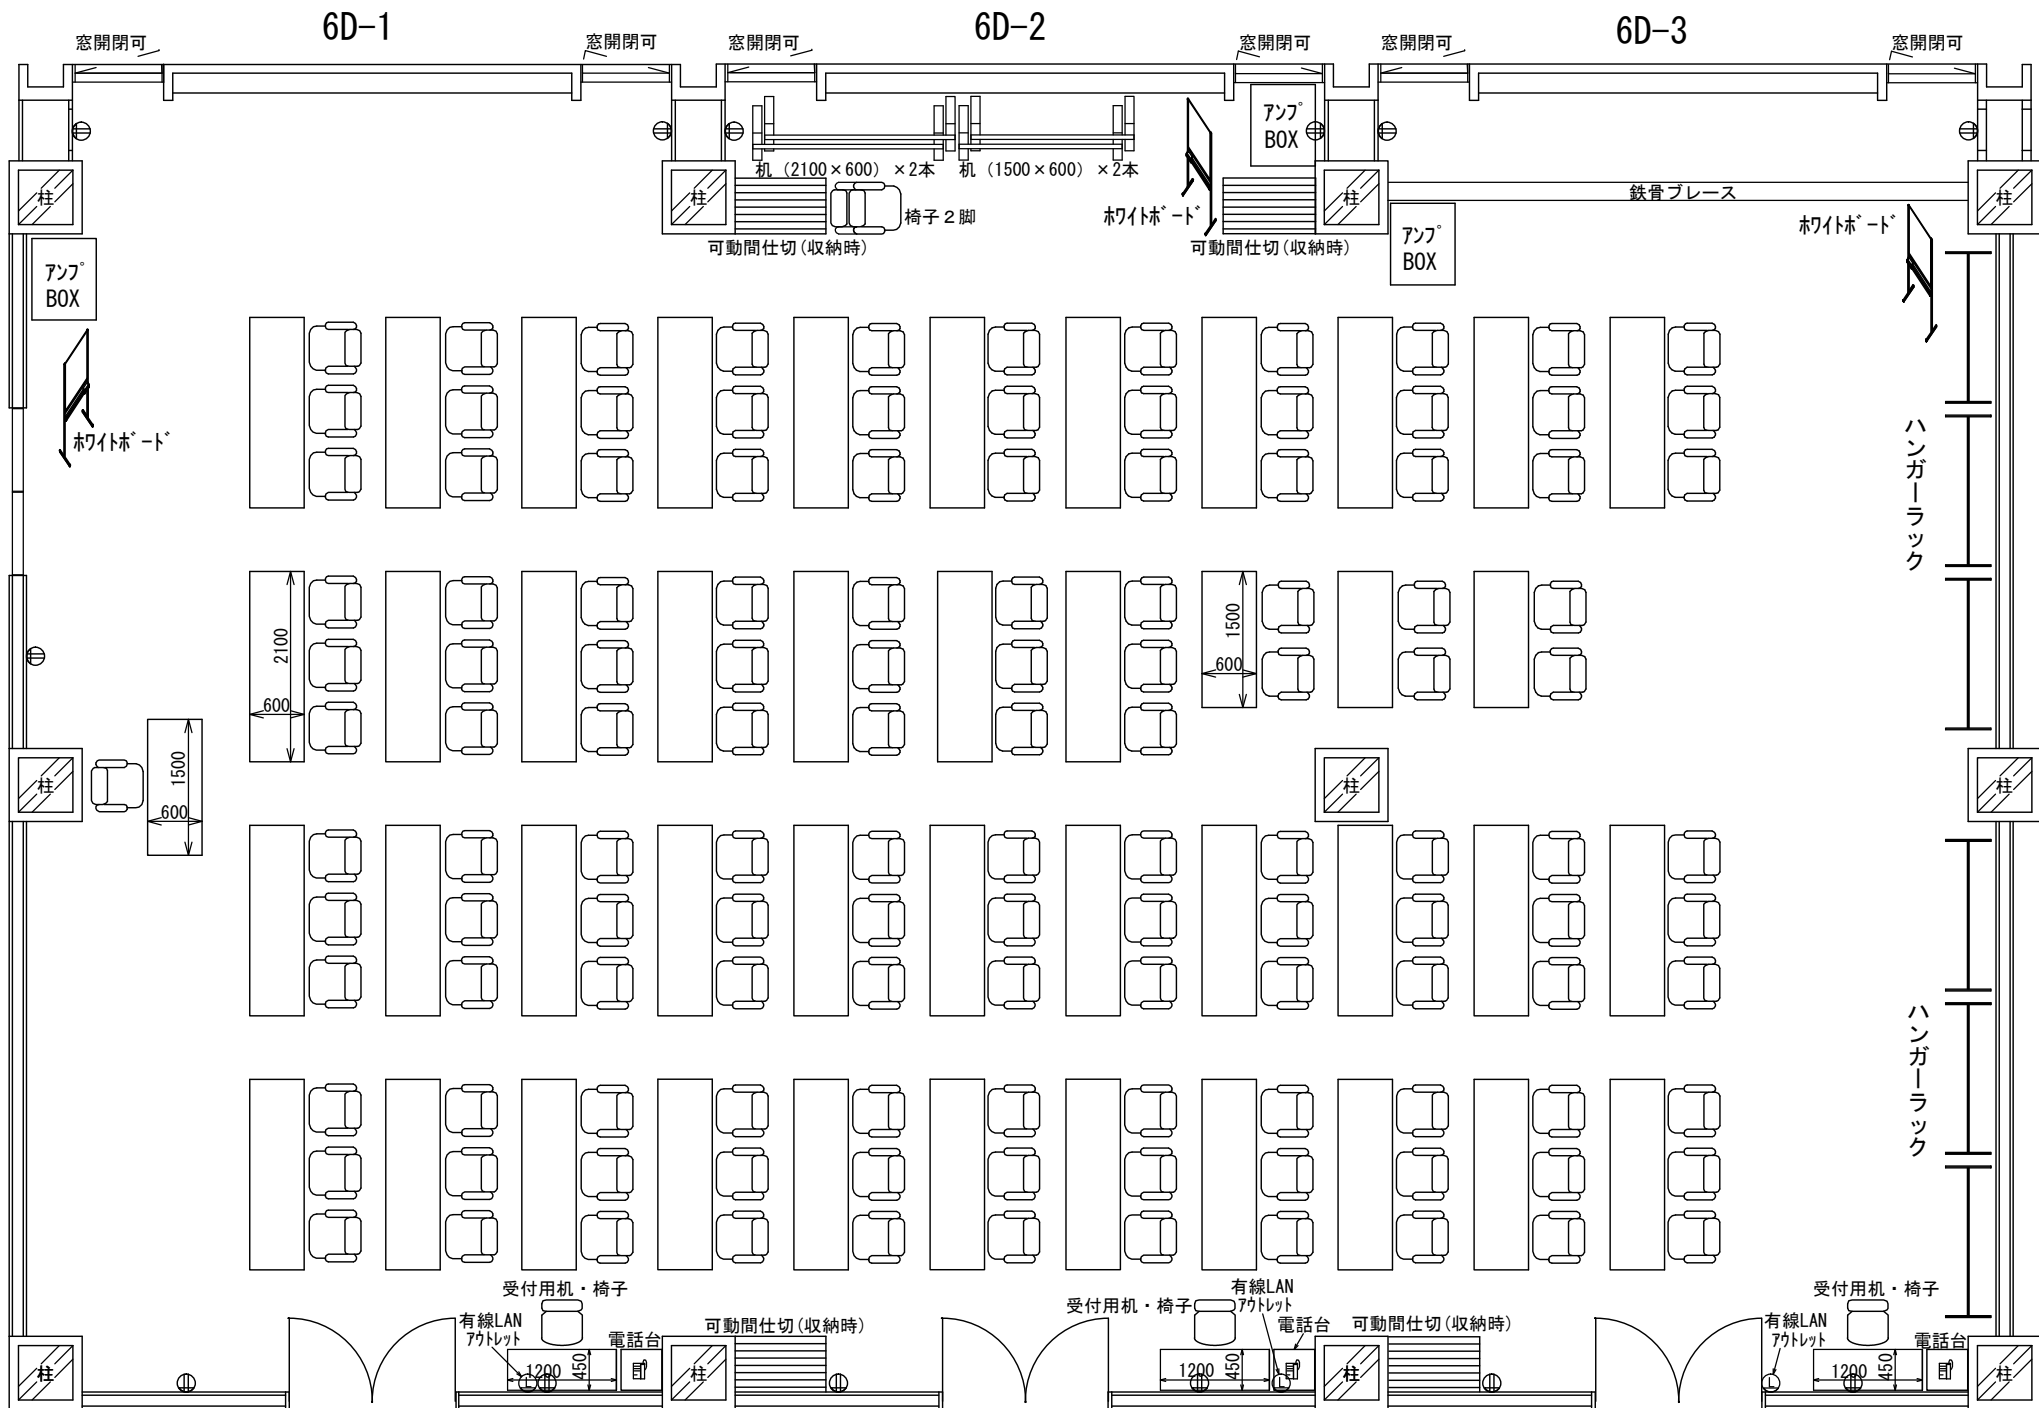 6D-1
6D-2
6D-3
窓開閉可
窓開閉可
窓開閉可
窓開閉可
窓開閉可
窓開閉可
ｱﾝﾌﾟ
BOX
机（2100×600）×2本
机（1500×600）×2本
柱
柱
柱
鉄骨ブレース
柱
椅子２脚
ﾎﾜｲﾄﾎﾞｰﾄﾞ
ﾎﾜｲﾄﾎﾞｰﾄﾞ
可動間仕切(収納時)
可動間仕切(収納時)
ｱﾝﾌﾟ
BOX
ｱﾝﾌﾟ
BOX
ﾎﾜｲﾄﾎﾞｰﾄﾞ
ハンガーラック
2100
600
1500
600
1500
600
柱
柱
柱
ハンガーラック
受付用机・椅子
有線LAN
ｱｳﾄﾚｯﾄ
電話台
可動間仕切(収納時)
受付用机・椅子
有線LAN
ｱｳﾄﾚｯﾄ
電話台
可動間仕切(収納時)
受付用机・椅子
有線LAN
ｱｳﾄﾚｯﾄ
電話台
柱
1200
450
L
柱
1200
450
L
柱
L
1200
450
柱